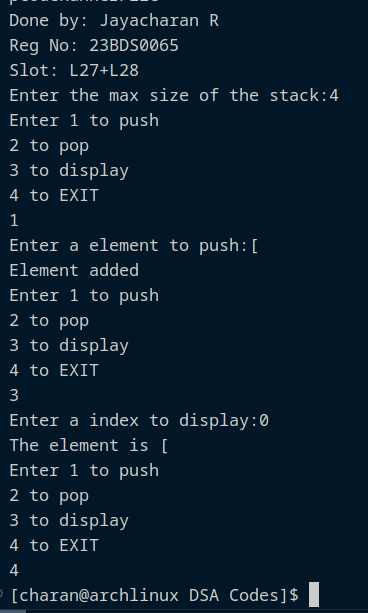 Done by: Jayacharan R
Reg No: 23BDS0065
Slot: L27+L28
Enter the max size of the stack:4
Enter 1 to push
2 to pop
3 to display
4 to EXIT
1
Enter a element to push:[
Element added
Enter 1 to push
2 to pop
3 to display
4 to EXIT
3
Enter a index to display:0
The element is [
Enter 1 to push
2 to pop
3 to display
4 to EXIT
4
[charan@archlinux DSA Codes]$